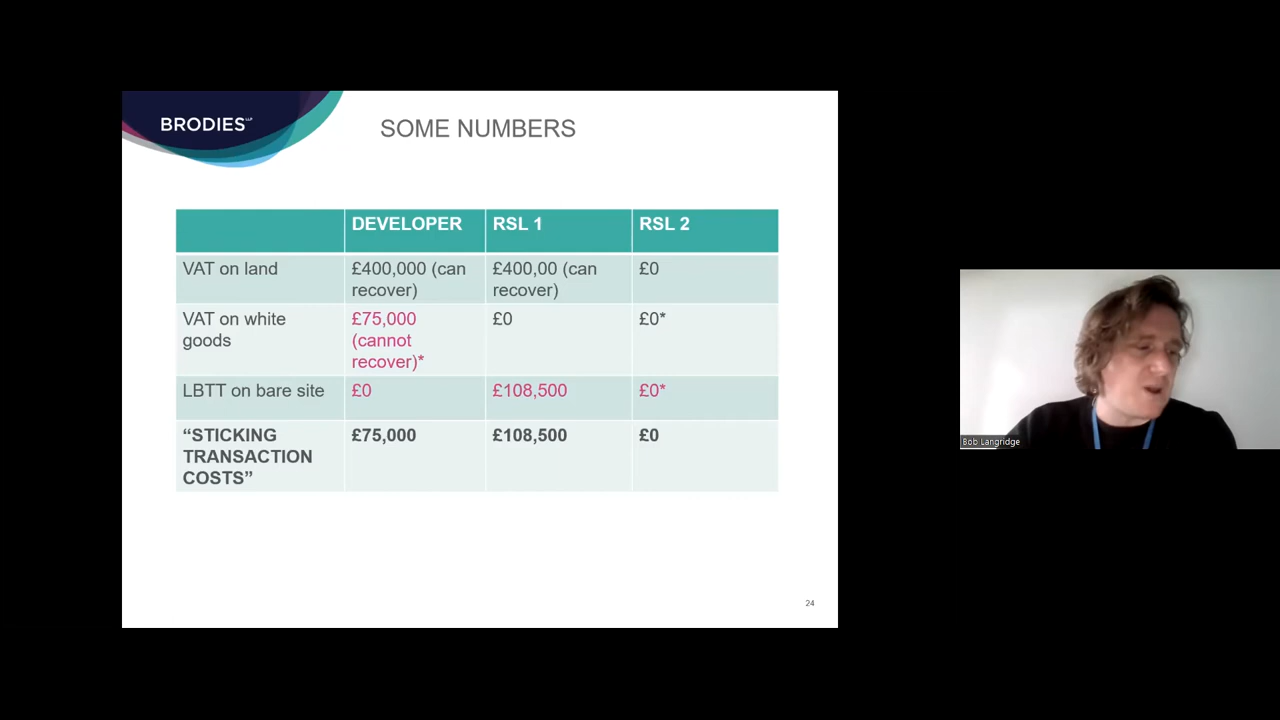 BRODIES LLP
SOME NUMBERS
DEVELOPER RSL 1 RSL 2
VAT on land £400,000 (can £400,00 (can £0
recover) recover)
VAT on white £75,000 £0 £0*
goods (cannot
recover)*
LBTT on bare site £0 £108,500 £0*
“STICKING £75,000 £108,500 £0
TRANSACTION
COSTS”
24
Bob Langridge